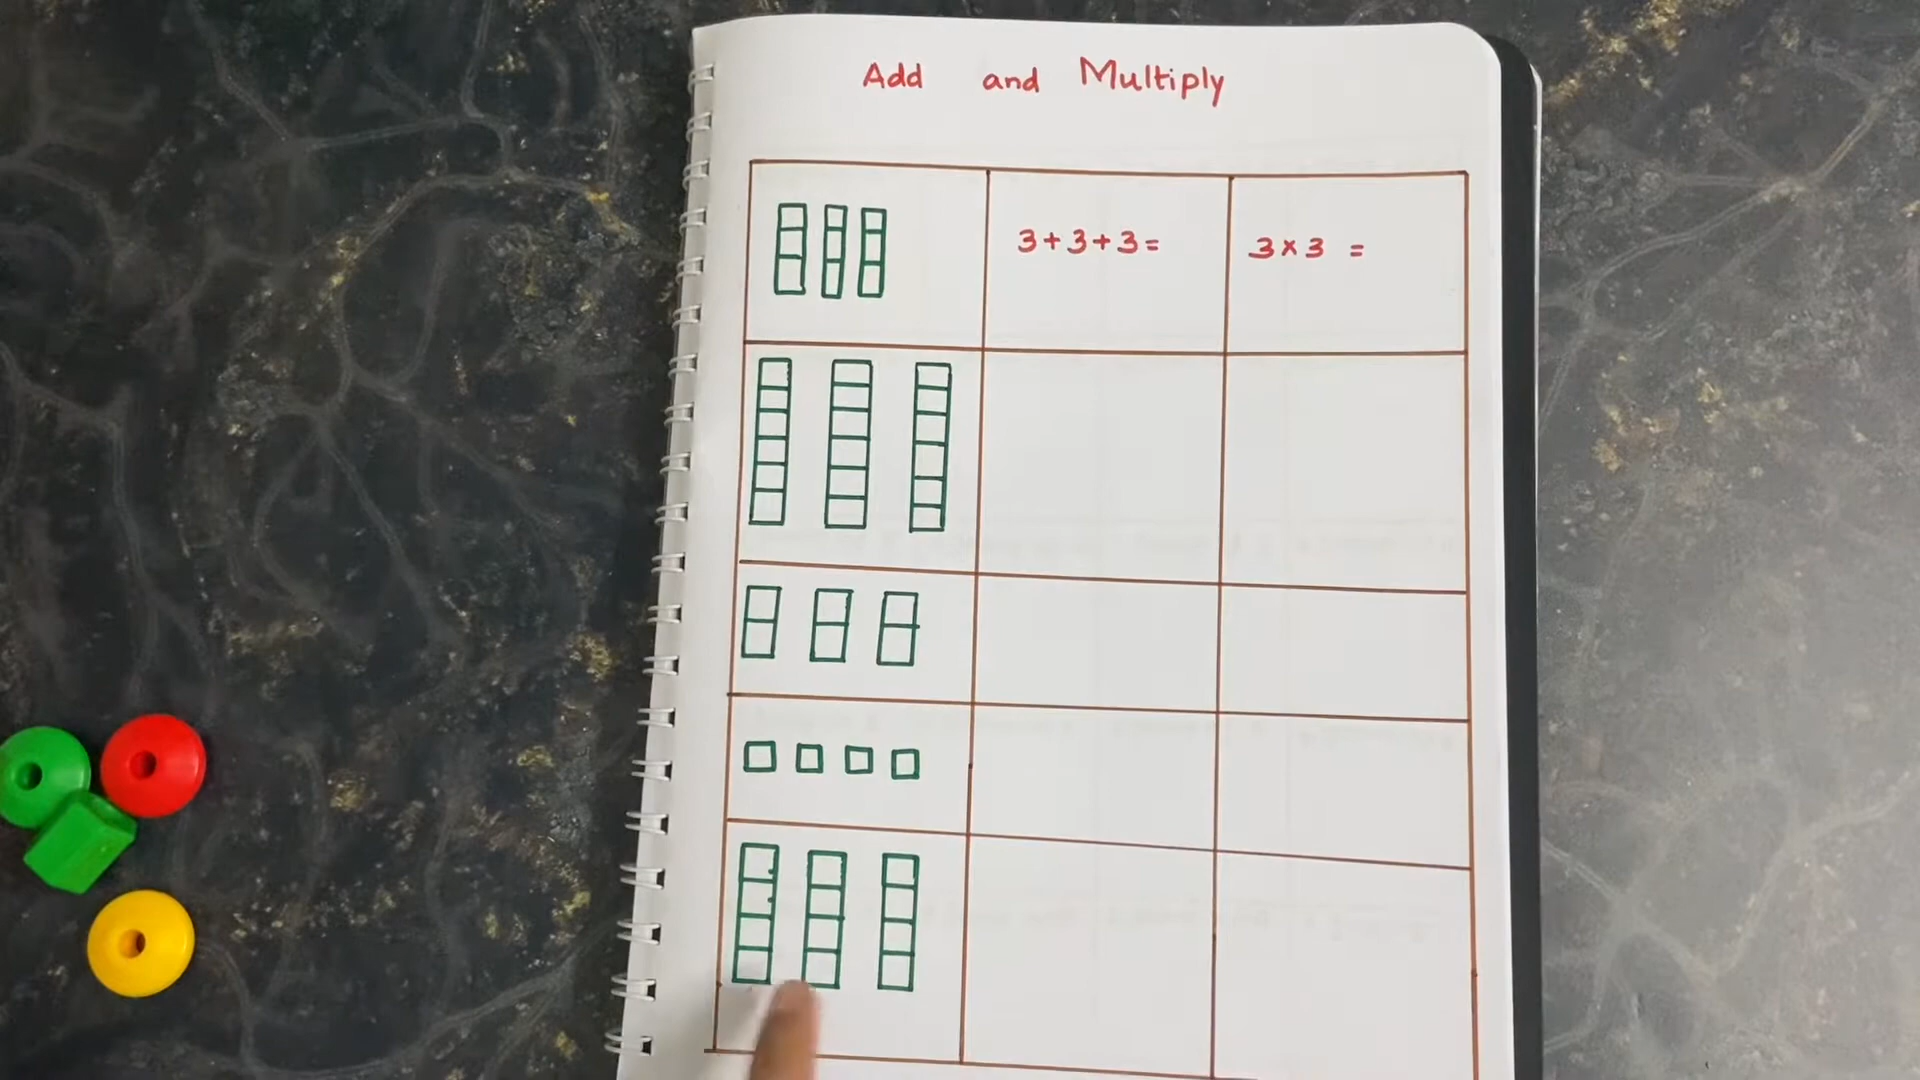 Add and Multiply
3+3+3= 3×3 =